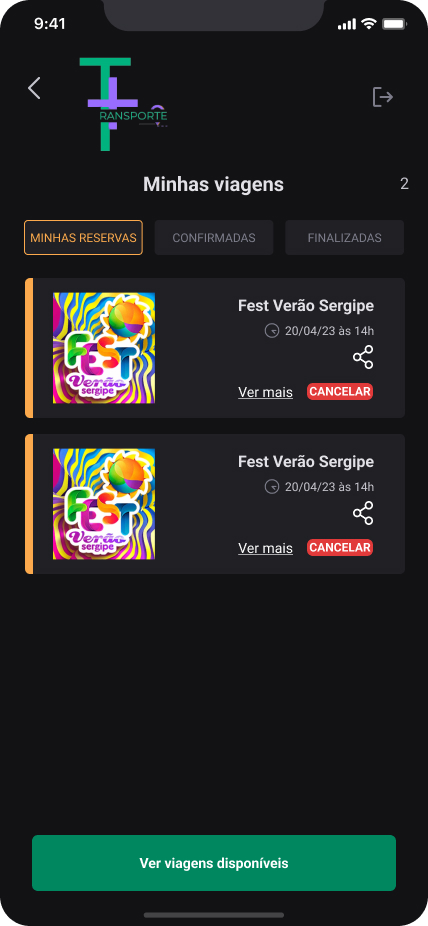 9:41
RANSPORTE
Minhas viagens
2
MINHAS RESERVAS
CONFIRMADAS
FINALIZADAS
FEST
Verão
sergipe
Fest Verão Sergipe
20/04/23 às 14h
Ver mais
CANCELAR
FEST
Verão
sergipe
Fest Verão Sergipe
20/04/23 às 14h
Ver mais
CANCELAR
Ver viagens disponíveis